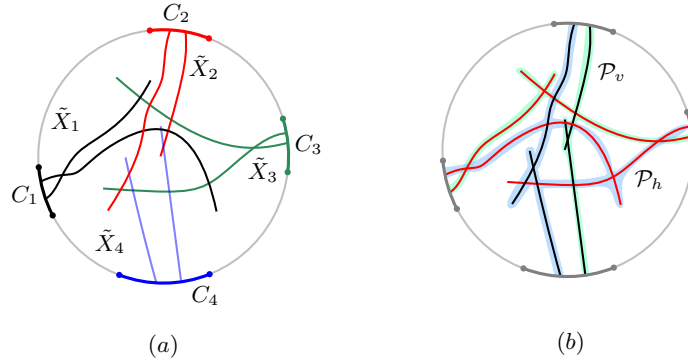 C₂
X̃₂
X̃₁
C₃
X̃₃
C₁
X̃₄
C₄
(a)
𝒫ᵥ
𝒫ₕ
(b)